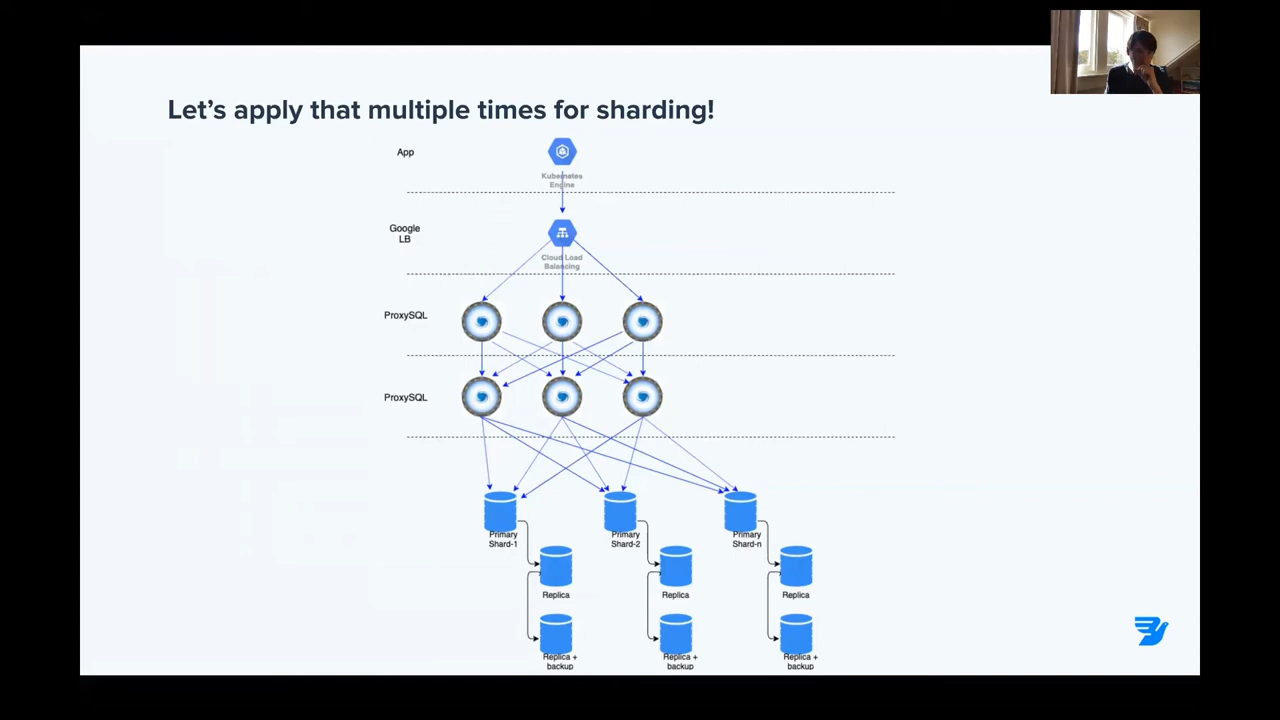 Let's apply that multiple times for sharding!
App
Kubernetes
Engine
Google
LB
Cloud Load
Balancing
ProxySQL
ProxySQL
Primary
Shard-1
Primary
Shard-2
Primary
Shard-n
Replica
Replica
Replica
Replica +
backup
Replica +
backup
Replica +
backup